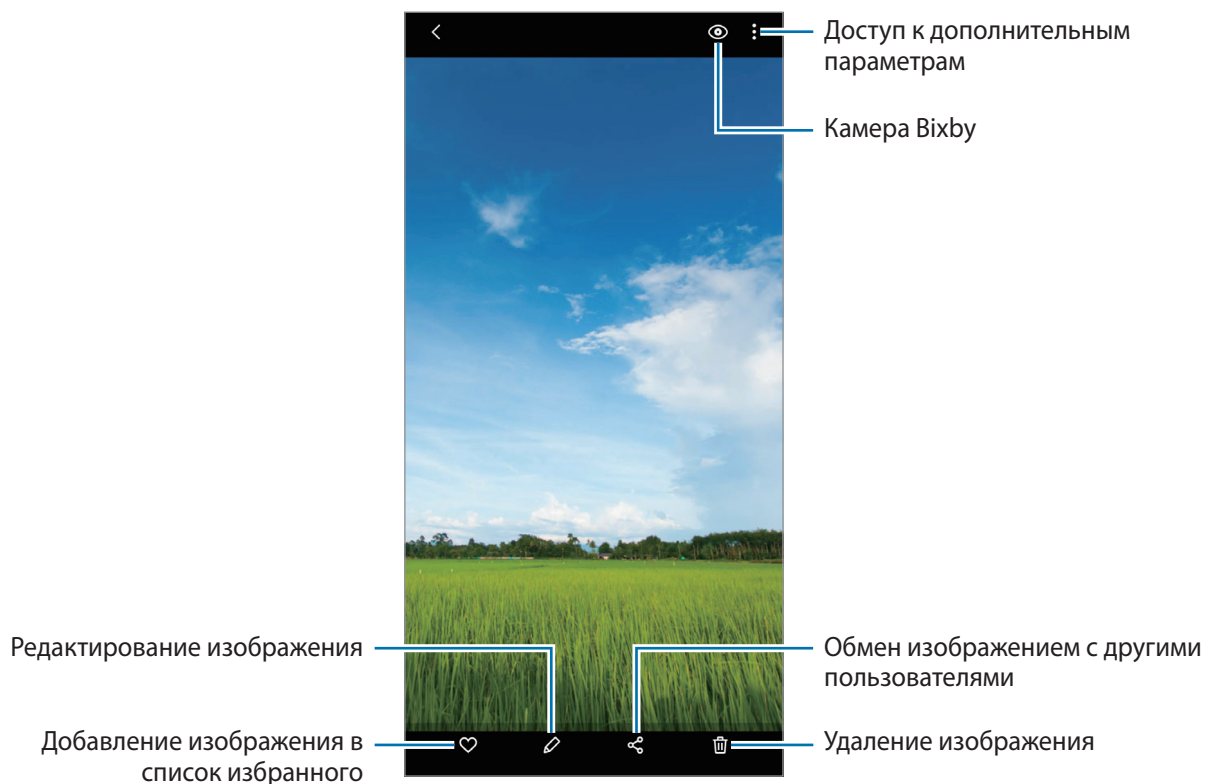 Доступ к дополнительным
параметрам
Камера Bixby
Редактирование изображения
Обмен изображением с другими
пользователями
Добавление изображения в
список избранного
Удаление изображения